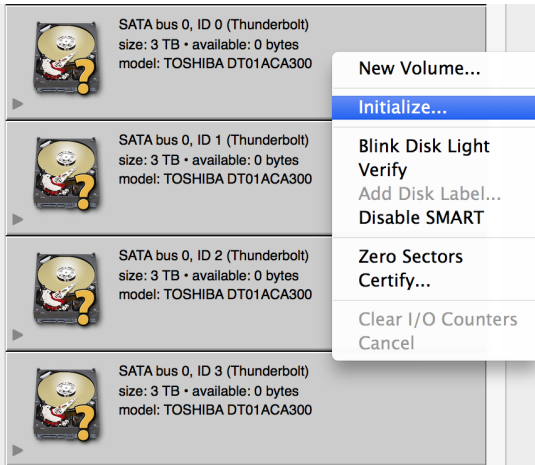 SATA bus 0, ID 0 (Thunderbolt)
size: 3 TB • available: 0 bytes
model: TOSHIBA DT01ACA300
SATA bus 0, ID 1 (Thunderbolt)
size: 3 TB • available: 0 bytes
model: TOSHIBA DT01ACA300
SATA bus 0, ID 2 (Thunderbolt)
size: 3 TB • available: 0 bytes
model: TOSHIBA DT01ACA300
SATA bus 0, ID 3 (Thunderbolt)
size: 3 TB • available: 0 bytes
model: TOSHIBA DT01ACA300
New Volume...
Initialize...
Blink Disk Light
Verify
Add Disk Label...
Disable SMART
Zero Sectors
Certify...
Clear I/O Counters
Cancel